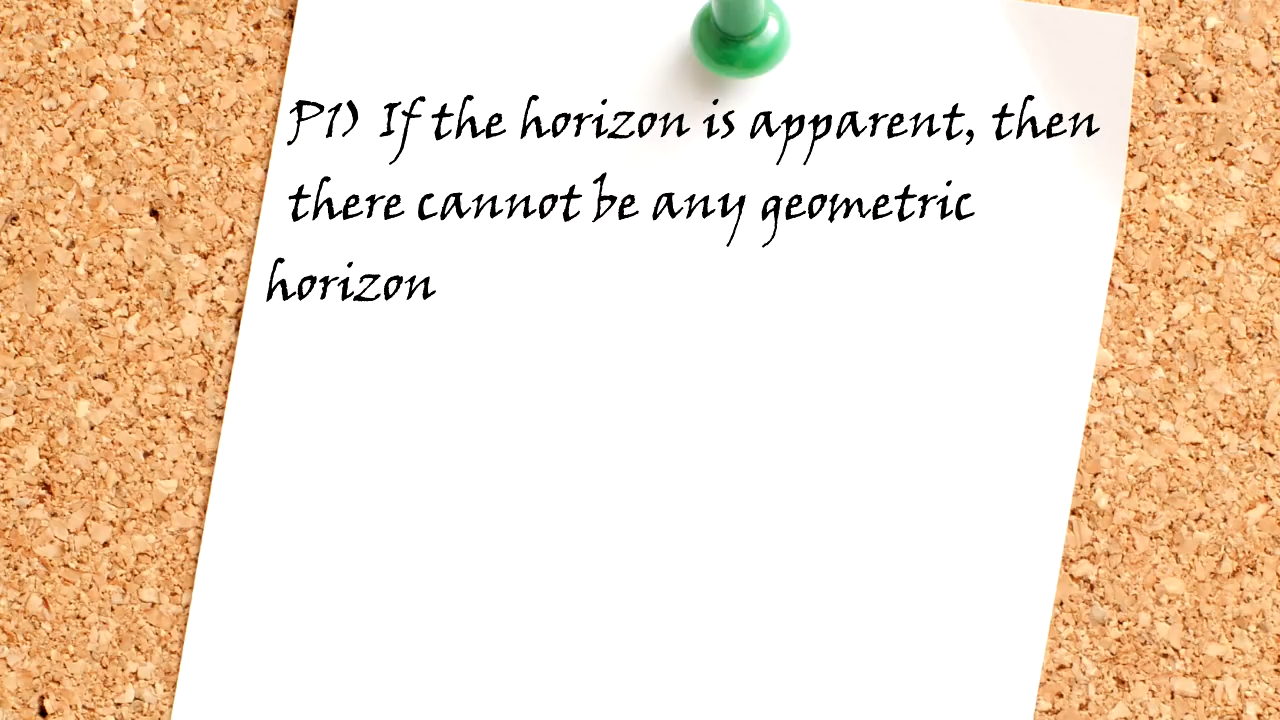 P1) If the horizon is apparent, then
there cannot be any geometric
horizon